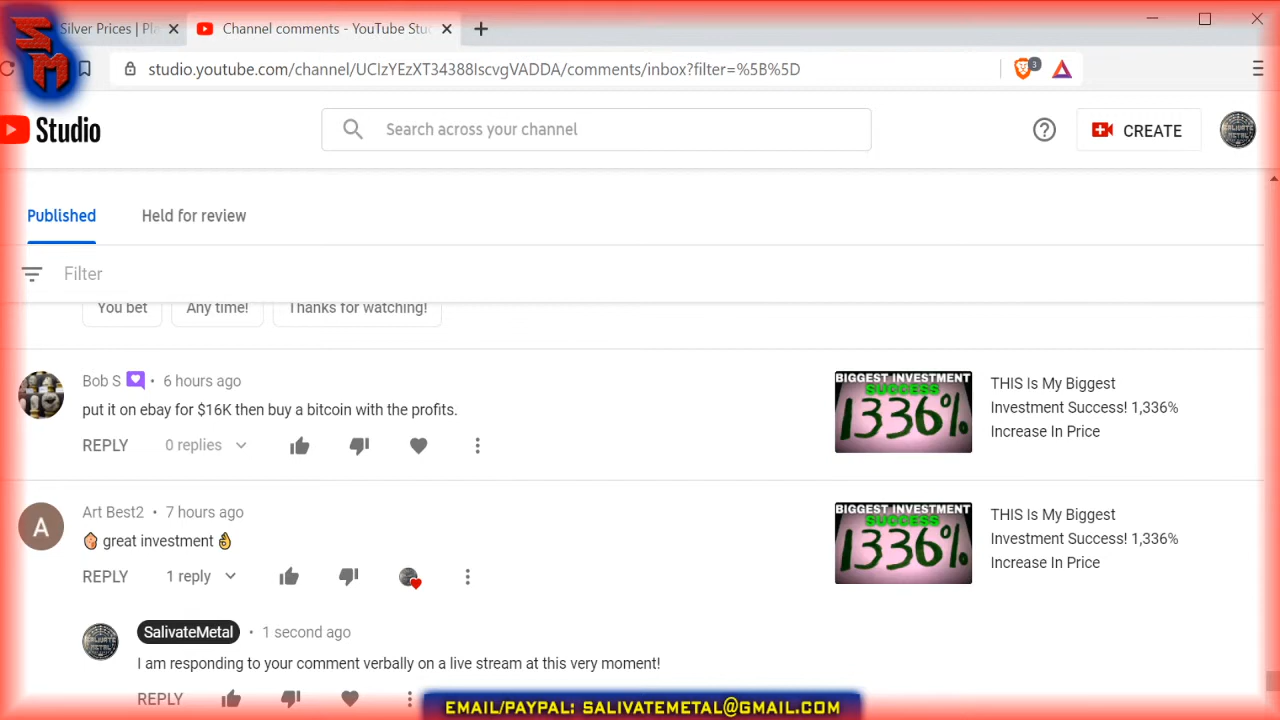 SM
Silver Prices | Pla
Channel comments - YouTube Stu
studio.youtube.com/channel/UCIzYEzXT34388IscvgVADDA/comments/inbox?filter=%5B%5D
3
Studio
Search across your channel
CREATE
Published
Held for review
Filter
You bet
Any time!
Thanks for watching!
Bob S • 6 hours ago
put it on ebay for $16K then buy a bitcoin with the profits.
REPLY
0 replies
BIGGEST INVESTMENT
SUCCESS
1336%
THIS Is My Biggest
Investment Success! 1,336%
Increase In Price
A
Art Best2 • 7 hours ago
great investment 👌
REPLY
1 reply
BIGGEST INVESTMENT
SUCCESS
1336%
THIS Is My Biggest
Investment Success! 1,336%
Increase In Price
SalivateMetal • 1 second ago
I am responding to your comment verbally on a live stream at this very moment!
REPLY
EMAIL/PAYPAL: SALIVATEMETAL@GMAIL.COM